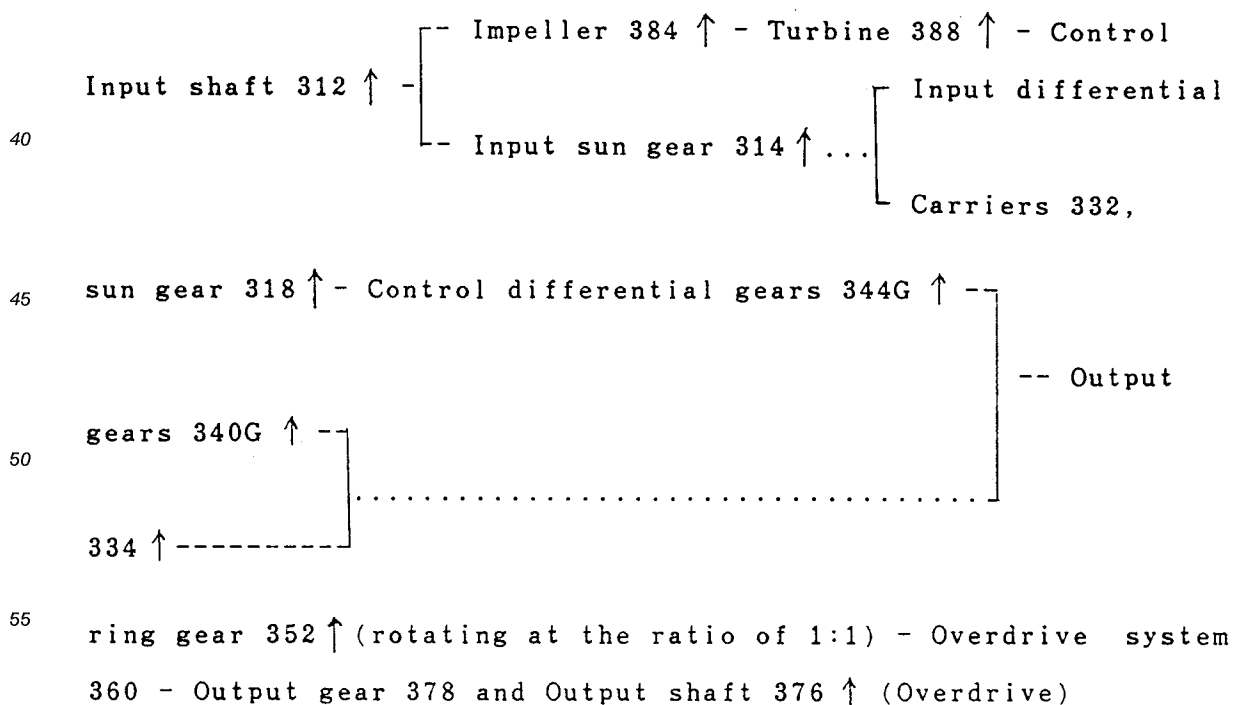 -- Impeller 384 ↑ - Turbine 388 ↑ - Control
Input shaft 312 ↑ -
Input differential
40
-- Input sun gear 314 ↑ ...
Carriers 332,
45 sun gear 318 ↑ - Control differential gears 344G ↑ --
-- Output
gears 340G ↑ --
50
....................................
334 ↑ ----------
55
ring gear 352 ↑ (rotating at the ratio of 1:1) - Overdrive system
360 - Output gear 378 and Output shaft 376 ↑ (Overdrive)